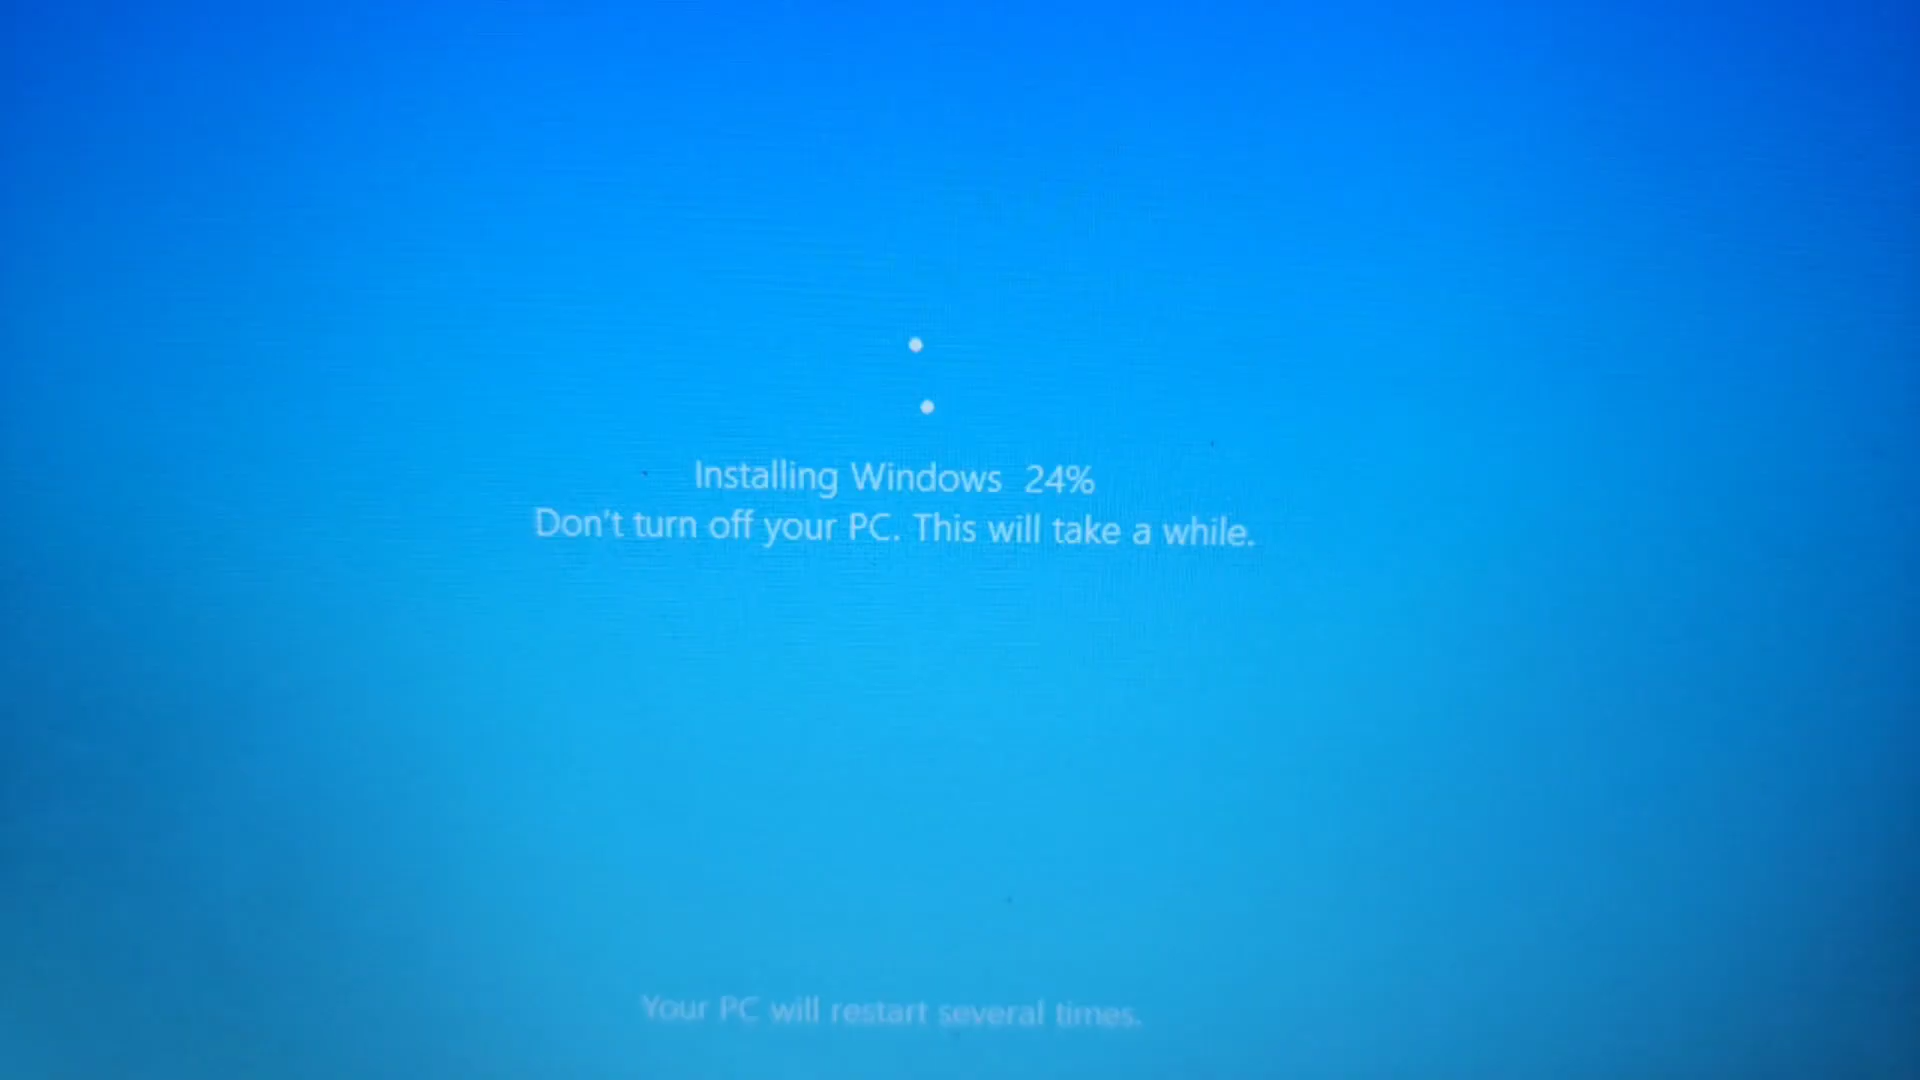 Installing Windows 24%
Don't turn off your PC. This will take a while.
Your PC will restart several times.